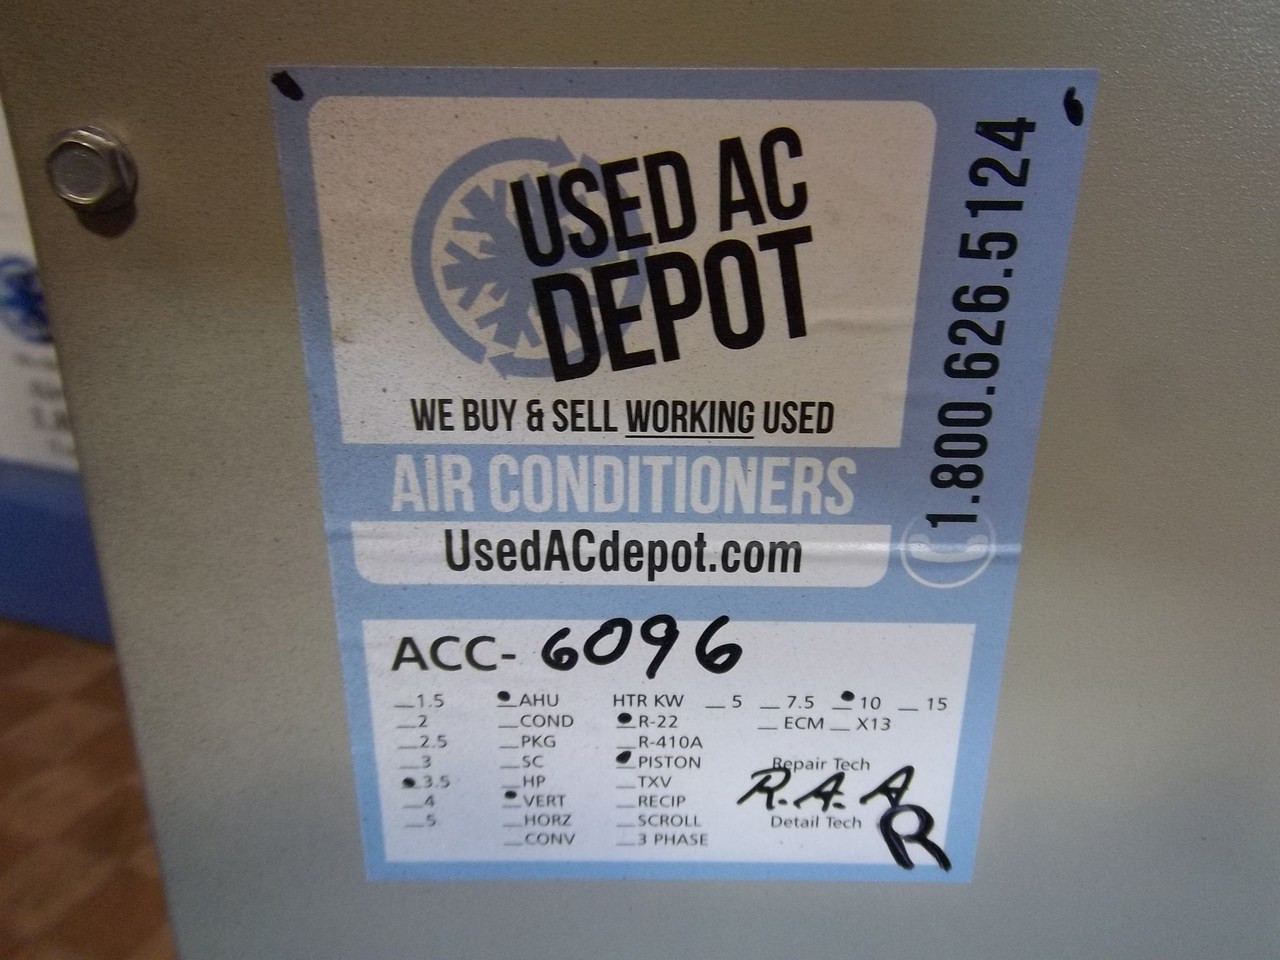 USED AC
DEPOT
WE BUY & SELL WORKING USED
AIR CONDITIONERS
UsedACdepot.com
1.800.626.5124
ACC- 6096
1.5
2
2.5
3
3.5
4
5
AHU
COND
PKG
SC
HP
VERT
HORZ
CONV
HTR KW 5 7.5 10 15
R-22
R-410A
PISTON
TXV
RECIP
SCROLL
3 PHASE
ECM X13
Repair Tech
R.A.A
Detail Tech
R